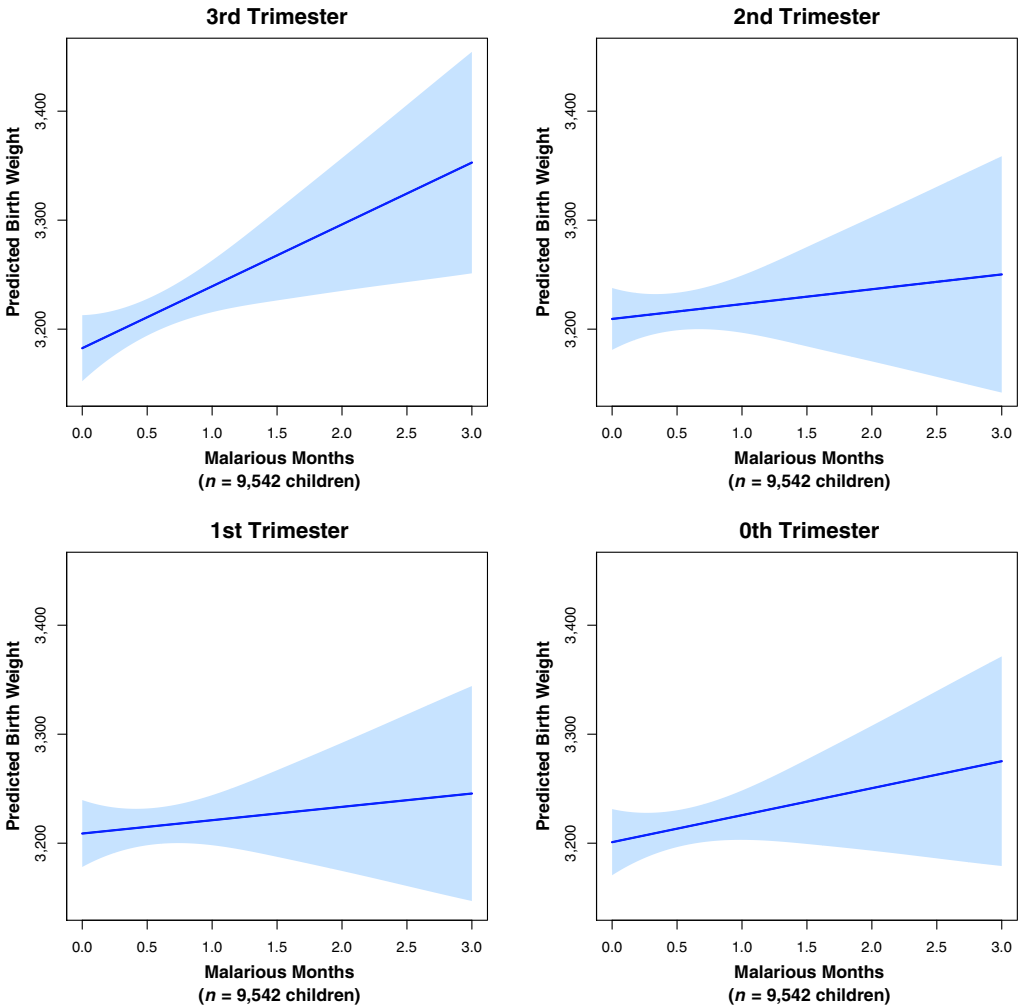 3rd Trimester
Predicted Birth Weight
3,400
3,300
3,200
0.0 0.5 1.0 1.5 2.0 2.5 3.0
Malarious Months
(n = 9,542 children)
2nd Trimester
Predicted Birth Weight
3,400
3,300
3,200
0.0 0.5 1.0 1.5 2.0 2.5 3.0
Malarious Months
(n = 9,542 children)
1st Trimester
Predicted Birth Weight
3,400
3,300
3,200
0.0 0.5 1.0 1.5 2.0 2.5 3.0
Malarious Months
(n = 9,542 children)
0th Trimester
Predicted Birth Weight
3,400
3,300
3,200
0.0 0.5 1.0 1.5 2.0 2.5 3.0
Malarious Months
(n = 9,542 children)